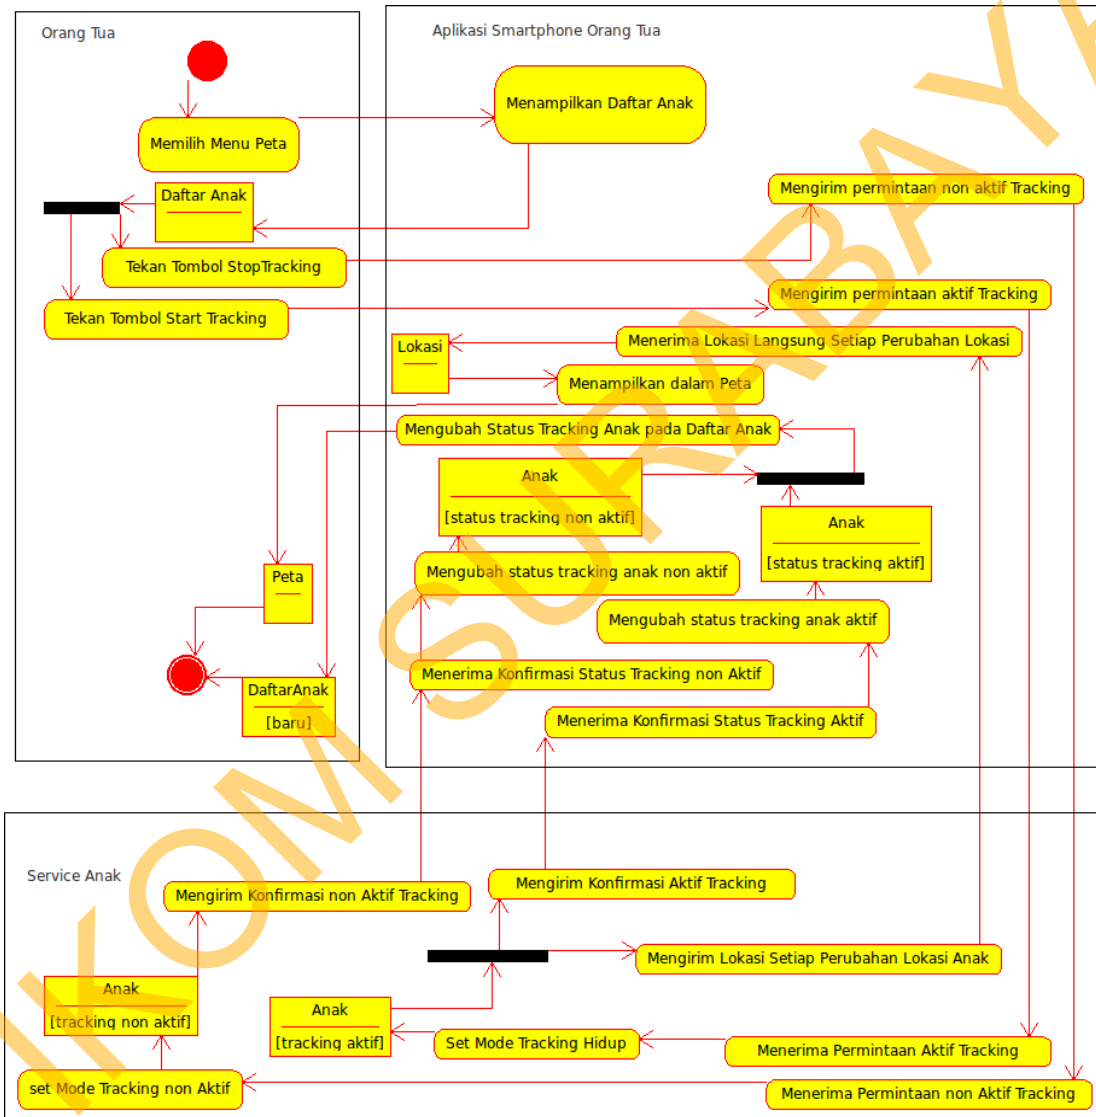 Orang Tua
Memilih Menu Peta
Daftar Anak
Tekan Tombol StopTracking
Tekan Tombol Start Tracking
Peta
DaftarAnak
[baru]
Aplikasi Smartphone Orang Tua
Menampilkan Daftar Anak
Mengirim permintaan non aktif Tracking
Mengirim permintaan aktif Tracking
Menerima Lokasi Langsung Setiap Perubahan Lokasi
Lokasi
Menampilkan dalam Peta
Mengubah Status Tracking Anak pada Daftar Anak
Anak
[status tracking non aktif]
Anak
[status tracking aktif]
Mengubah status tracking anak non aktif
Mengubah status tracking anak aktif
Menerima Konfirmasi Status Tracking non Aktif
Menerima Konfirmasi Status Tracking Aktif
Service Anak
Mengirim Konfirmasi non Aktif Tracking
Mengirim Konfirmasi Aktif Tracking
Mengirim Lokasi Setiap Perubahan Lokasi Anak
Anak
[tracking non aktif]
Anak
[tracking aktif]
Set Mode Tracking Hidup
Menerima Permintaan Aktif Tracking
set Mode Tracking non Aktif
Menerima Permintaan non Aktif Tracking
IKOM SURABAYA